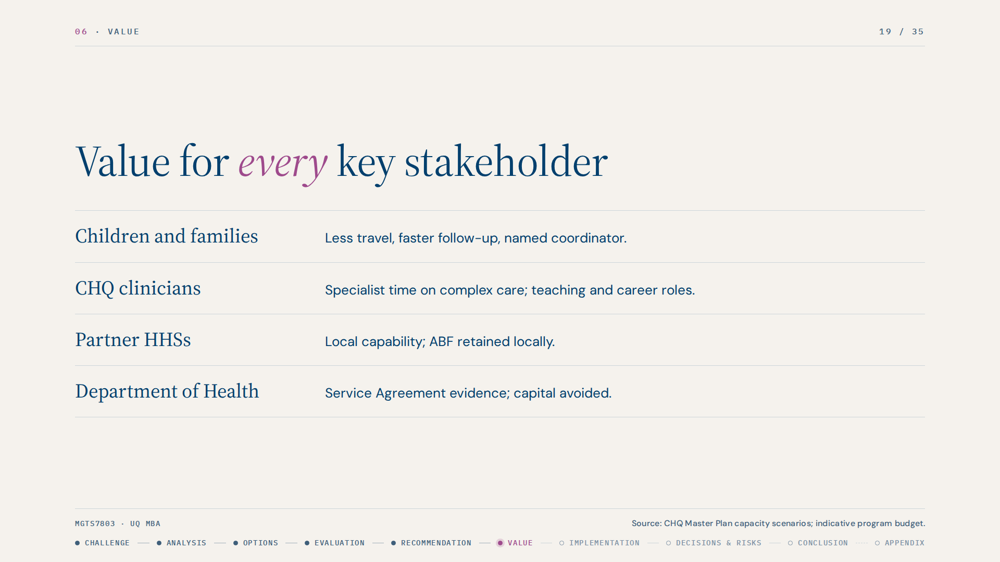 06 · VALUE
19 / 35
Value for every key stakeholder
Children and families
Less travel, faster follow-up, named coordinator.
CHQ clinicians
Specialist time on complex care; teaching and career roles.
Partner HHSs
Local capability; ABF retained locally.
Department of Health
Service Agreement evidence; capital avoided.
MGTS7803 · UQ MBA
Source: CHQ Master Plan capacity scenarios; indicative program budget.
CHALLENGE ANALYSIS OPTIONS EVALUATION RECOMMENDATION VALUE IMPLEMENTATION DECISIONS & RISKS CONCLUSION APPENDIX